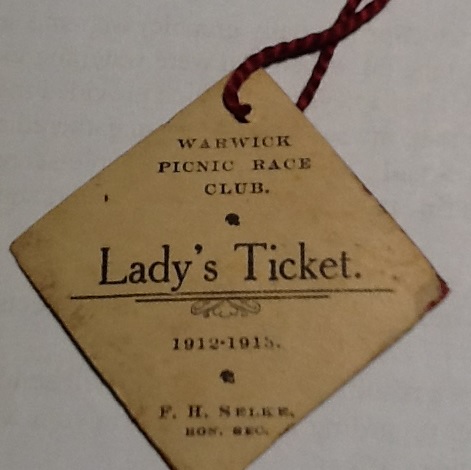 WARWICK
PICNIC RACE
CLUB.
Lady's Ticket.
1912-1913.
F. H. SELKE,
HON. SEC.